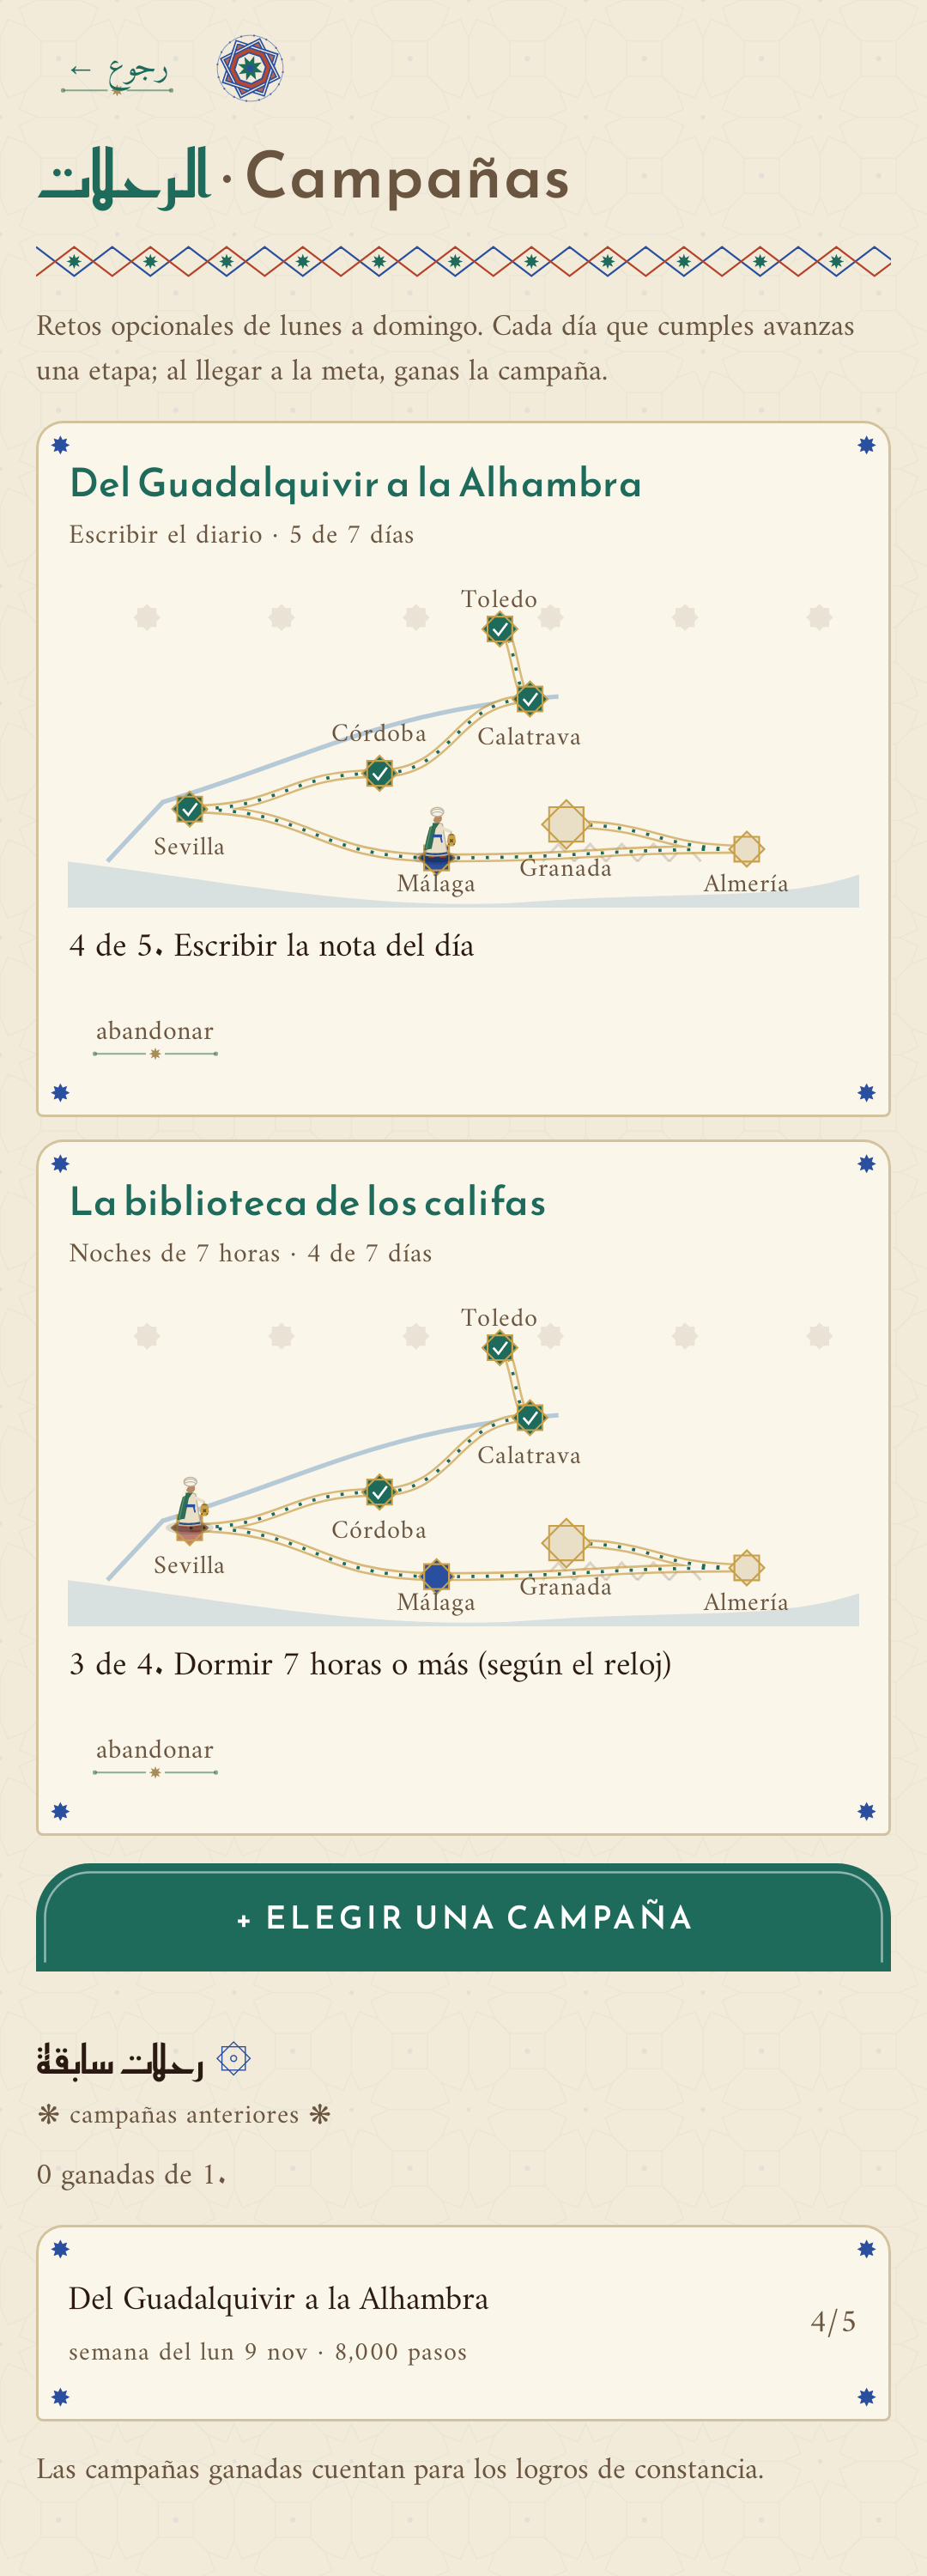 ← رجوع
الرحلات · Campañas
Retos opcionales de lunes a domingo. Cada día que cumples avanzas
una etapa; al llegar a la meta, ganas la campaña.
Del Guadalquivir a la Alhambra
Escribir el diario · 5 de 7 días
Toledo
Córdoba
Calatrava
Sevilla
Málaga
Granada
Almería
4 de 5. Escribir la nota del día
abandonar
La biblioteca de los califas
Noches de 7 horas · 4 de 7 días
Toledo
Calatrava
Córdoba
Sevilla
Málaga
Granada
Almería
3 de 4. Dormir 7 horas o más (según el reloj)
abandonar
+ ELEGIR UNA CAMPAÑA
رحلات سابقة
❋ campañas anteriores ❋
0 ganadas de 1.
Del Guadalquivir a la Alhambra
semana del lun 9 nov · 8,000 pasos
4/5
Las campañas ganadas cuentan para los logros de constancia.